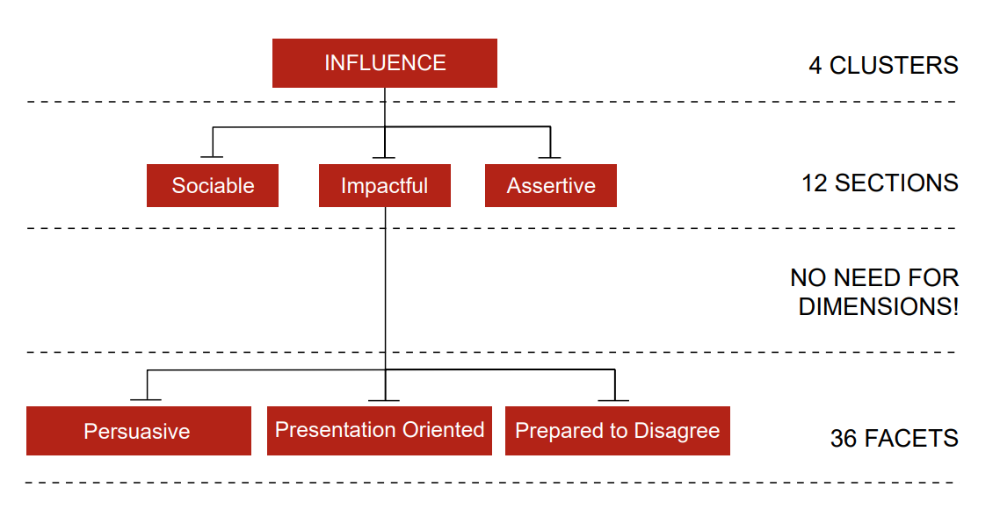 INFLUENCE
4 CLUSTERS
Sociable
Impactful
Assertive
12 SECTIONS
NO NEED FOR
DIMENSIONS!
Persuasive
Presentation Oriented
Prepared to Disagree
36 FACETS